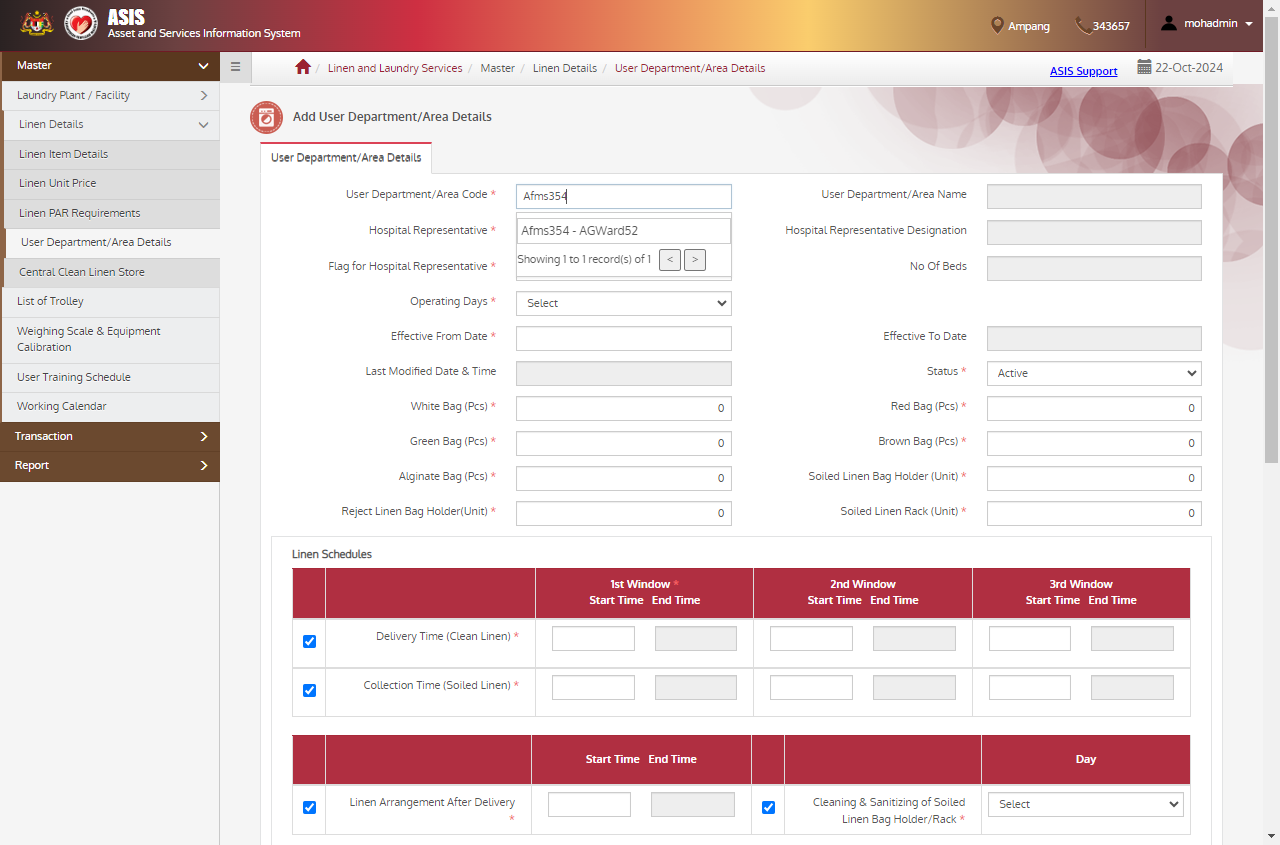 ASIS
Asset and Services Information System
Ampang
343657
mohadmin
Master
Laundry Plant / Facility
Linen Details
Linen Item Details
Linen Unit Price
Linen PAR Requirements
User Department/Area Details
Central Clean Linen Store
List of Trolley
Weighing Scale & Equipment
Calibration
User Training Schedule
Working Calendar
Transaction
Report
/ Linen and Laundry Services / Master / Linen Details / User Department/Area Details
ASIS Support
22-Oct-2024
Add User Department/Area Details
User Department/Area Details
User Department/Area Code * Afms354
User Department/Area Name
Hospital Representative * Afms354 - AGWard52
Hospital Representative Designation
Showing 1 to 1 record(s) of 1 < >
Flag for Hospital Representative *
No Of Beds
Operating Days * Select
Effective From Date *
Effective To Date
Last Modified Date & Time
Status * Active
White Bag (Pcs) * 0
Red Bag (Pcs) * 0
Green Bag (Pcs) * 0
Brown Bag (Pcs) * 0
Alginate Bag (Pcs) * 0
Soiled Linen Bag Holder (Unit) * 0
Reject Linen Bag Holder(Unit) * 0
Soiled Linen Rack (Unit) * 0
Linen Schedules
1st Window * 2nd Window 3rd Window
Start Time End Time Start Time End Time Start Time End Time
Delivery Time (Clean Linen) *
Collection Time (Soiled Linen) *
Start Time End Time Day
Linen Arrangement After Delivery
*
Cleaning & Sanitizing of Soiled
Linen Bag Holder/Rack *
Select